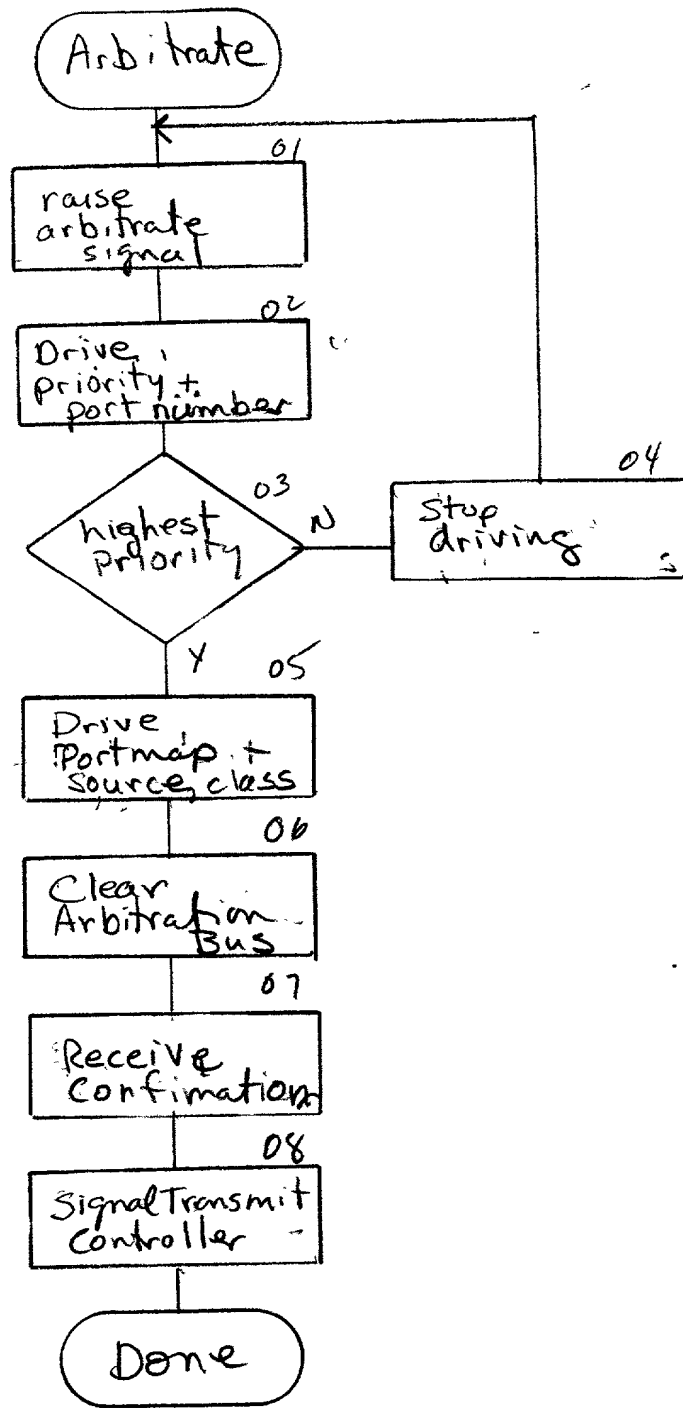 Arbitrate
01
raise
arbitrate
signal
02
Drive
priority +
port number
03
highest
priority
N
04
Stop
driving
Y
05
Drive
Portmap +
source, class
06
Clear
Arbitration
Bus
07
Receive
Confimation
08
Signal Transmit
Controller
Done